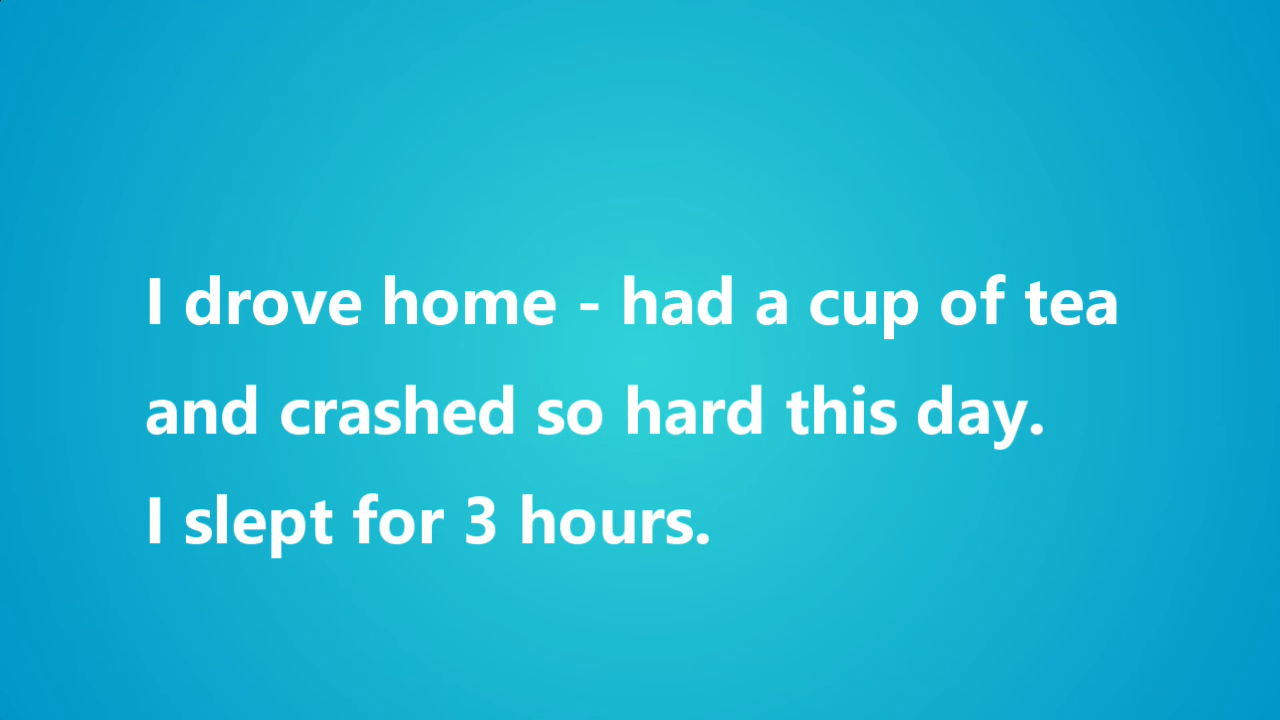 I drove home - had a cup of tea
and crashed so hard this day.
I slept for 3 hours.